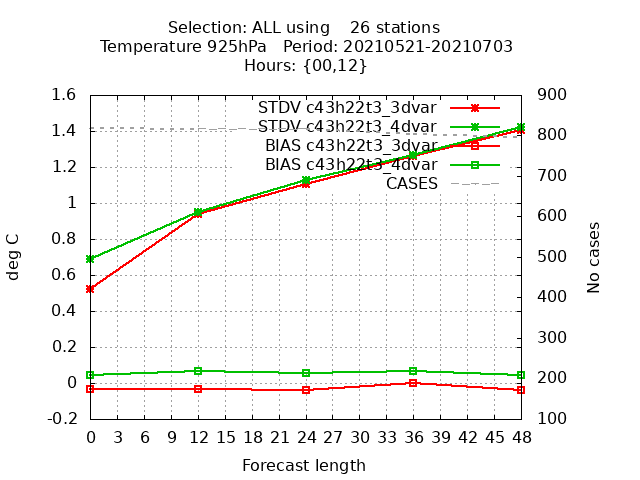 Selection: ALL using 26 stations
Temperature 925hPa Period: 20210521-20210703
Hours: {00,12}
STDV c43h22t3_3dvar
STDV c43h22t3_4dvar
BIAS c43h22t3_3dvar
BIAS c43h22t3_4dvar
CASES
deg C
1.6
1.4
1.2
1
0.8
0.6
0.4
0.2
0
-0.2
900
800
700
600
500
400
300
200
100
No cases
0 3 6 9 12 15 18 21 24 27 30 33 36 39 42 45 48
Forecast length